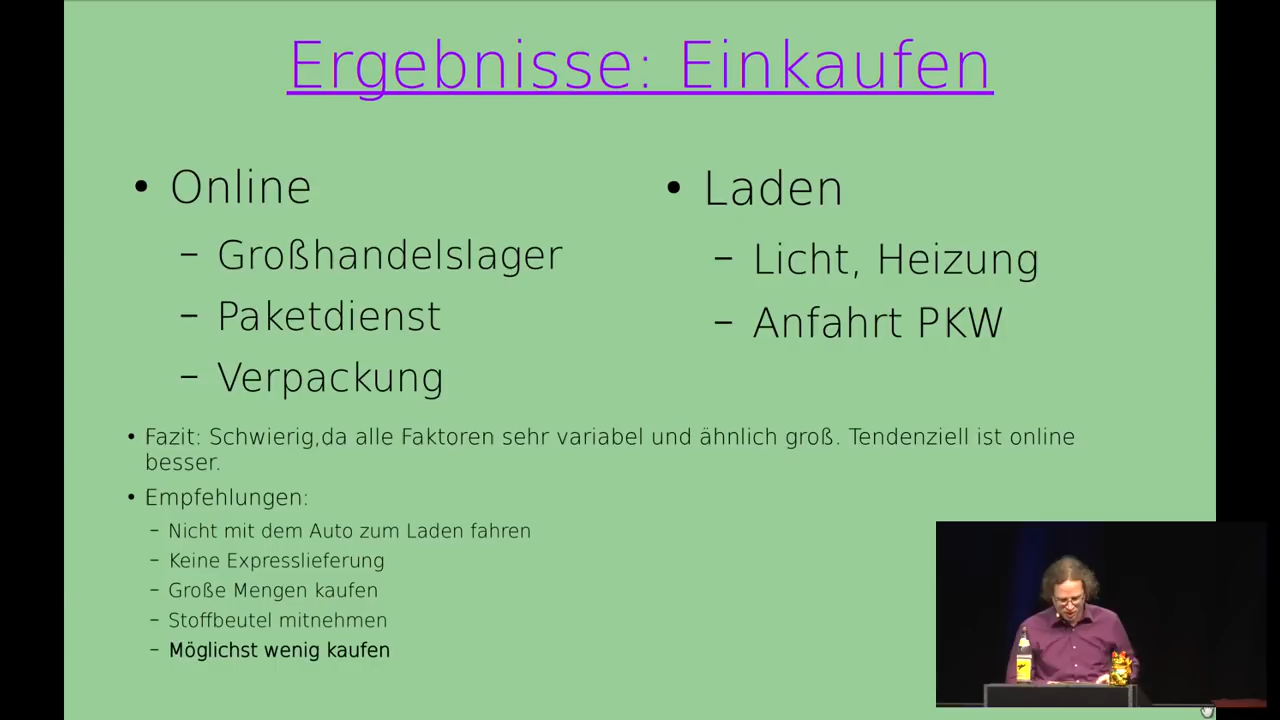 Ergebnisse: Einkaufen
• Online
– Großhandelslager
– Paketdienst
– Verpackung
• Laden
– Licht, Heizung
– Anfahrt PKW
• Fazit: Schwierig,da alle Faktoren sehr variabel und ähnlich groß. Tendenziell ist online
besser.
• Empfehlungen:
– Nicht mit dem Auto zum Laden fahren
– Keine Expresslieferung
– Große Mengen kaufen
– Stoffbeutel mitnehmen
– Möglichst wenig kaufen